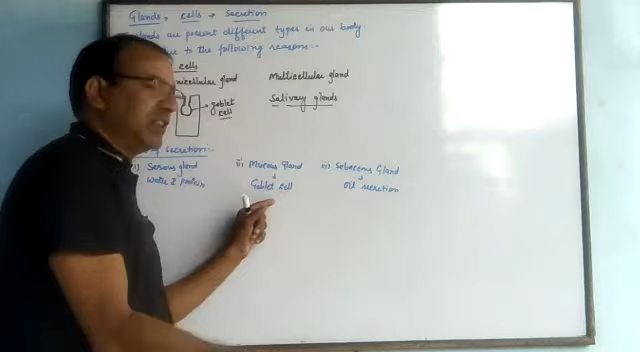 Glands. cells → Secretion
glands are present different types in our body
due to the following reasons:-
cells
unicellular gland Multicellular gland
goblet cell Salivary glands
of secretion:-
i) Serous gland ii) Mucous Gland iii) Sebaceous Gland
Water & protein Goblet cell Oil secretion